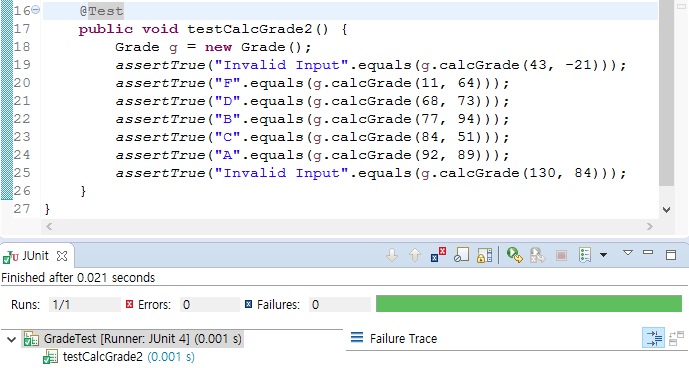 16 @Test
17 public void testCalcGrade2() {
18 Grade g = new Grade();
19 assertTrue("Invalid Input".equals(g.calcGrade(43, -21)));
20 assertTrue("F".equals(g.calcGrade(11, 64)));
21 assertTrue("D".equals(g.calcGrade(68, 73)));
22 assertTrue("B".equals(g.calcGrade(77, 94)));
23 assertTrue("C".equals(g.calcGrade(84, 51)));
24 assertTrue("A".equals(g.calcGrade(92, 89)));
25 assertTrue("Invalid Input".equals(g.calcGrade(130, 84)));
26 }
27 }
JUnit
Finished after 0.021 seconds
Runs: 1/1 Errors: 0 Failures: 0
GradeTest [Runner: JUnit 4] (0.001 s) Failure Trace
testCalcGrade2 (0.001 s)